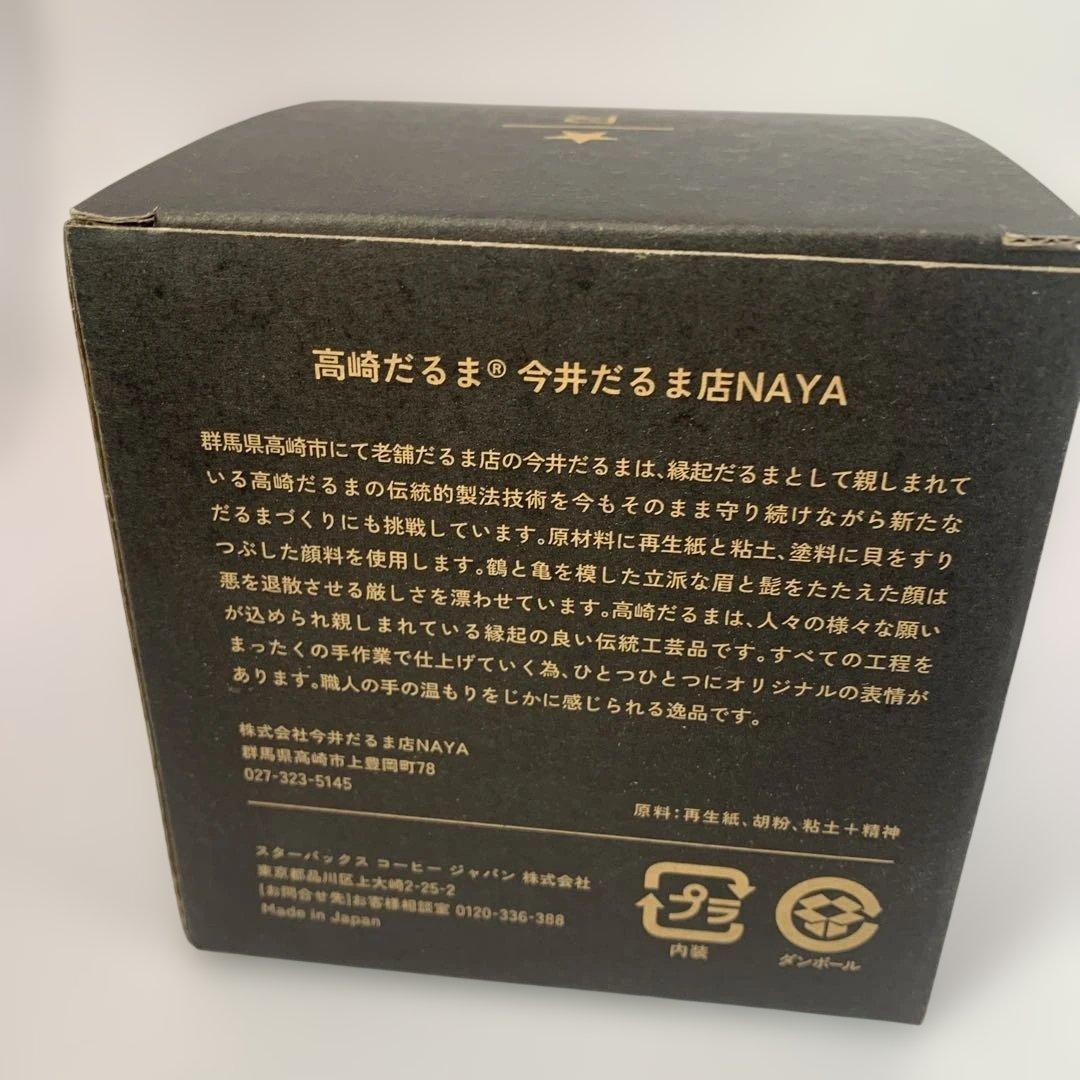 R
高崎だるま® 今井だるま店NAYA
群馬県高崎市にて老舗だるま店の今井だるまは、縁起だるまとして親しまれて
いる高崎だるまの伝統的製法技術を今もそのまま守り続けながら新たな
だるまづくりにも挑戦しています。原材料に再生紙と粘土、塗料に貝をすり
つぶした顔料を使用します。鶴と亀を模した立派な眉と髭をたたえた顔は
悪を退散させる厳しさを漂わせています。高崎だるまは、人々の様々な願い
が込められ親しまれている縁起の良い伝統工芸品です。すべての工程を
まったくの手作業で仕上げていく為、ひとつひとつにオリジナルの表情が
あります。職人の手の温もりをじかに感じられる逸品です。
株式会社今井だるま店NAYA
群馬県高崎市上豊岡町78
027-323-5145
原料：再生紙、胡粉、粘土＋精神
スターバックス コーヒー ジャパン 株式会社
東京都品川区上大崎2-25-2
[お問合せ先]お客様相談室 0120-336-388
Made in Japan
プラ
内装
ダンボール